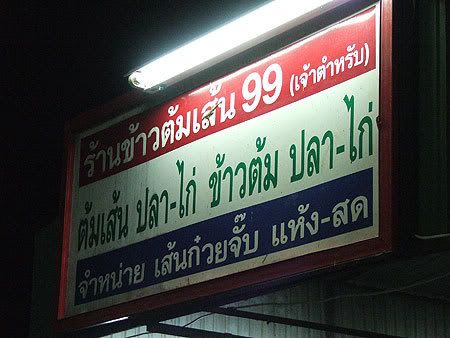 ร้านข้าวต้มเส้น 99 (เจ้าตำหรับ)
ต้มเส้น ปลา-ไก่ ข้าวต้ม ปลา-ไก่
จำหน่าย เส้นก๋วยจั๊บ แห้ง-สด